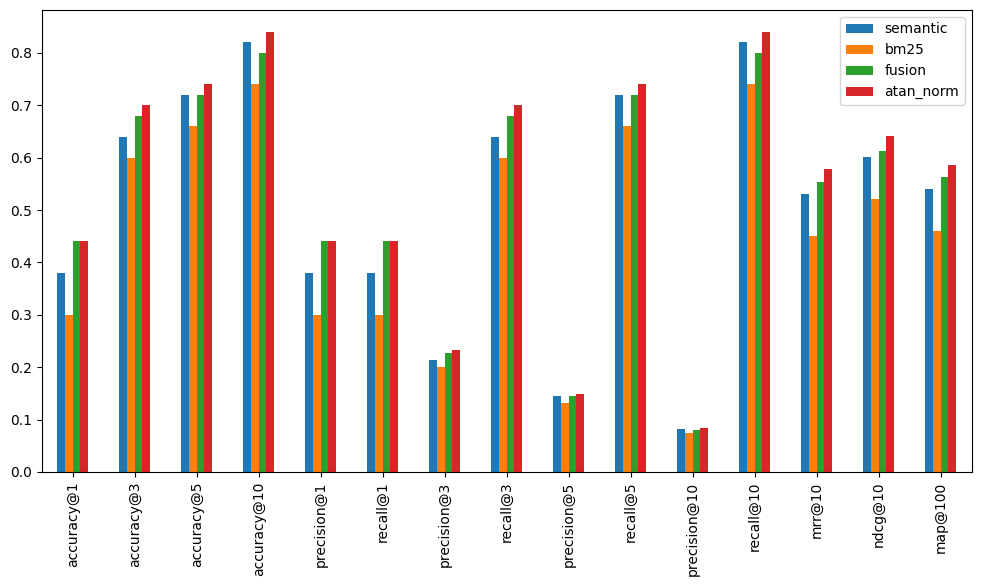 semantic
bm25
fusion
atan_norm
0.8
0.7
0.6
0.5
0.4
0.3
0.2
0.1
0.0
accuracy@1
accuracy@3
accuracy@5
accuracy@10
precision@1
recall@1
precision@3
recall@3
precision@5
recall@5
precision@10
recall@10
mrr@10
ndcg@10
map@100